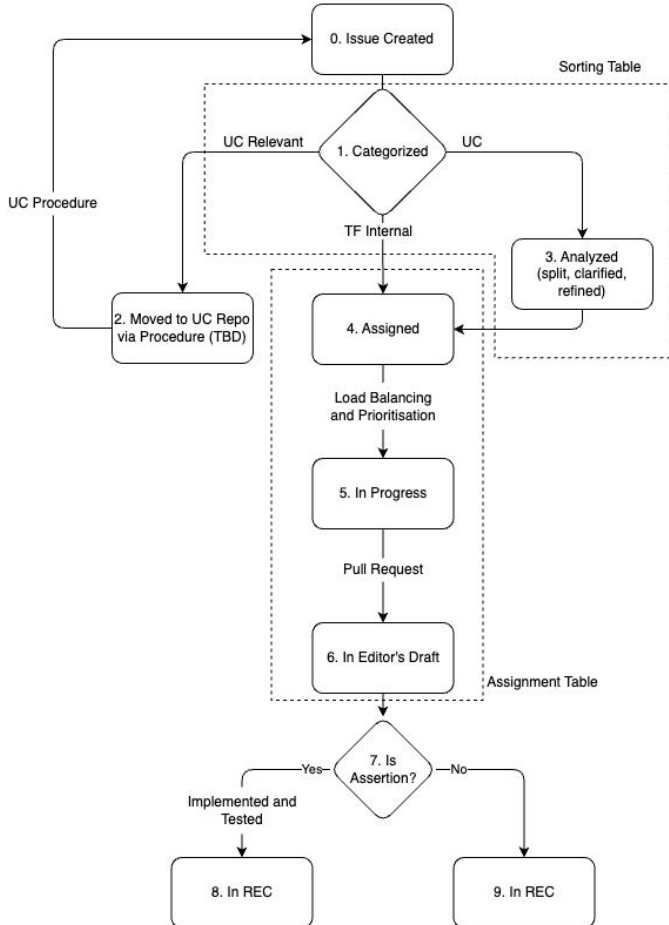 0. Issue Created
Sorting Table
UC Relevant
1. Categorized
UC
UC Procedure
TF Internal
3. Analyzed
(split, clarified,
refined)
2. Moved to UC Repo
via Procedure (TBD)
4. Assigned
Load Balancing
and Prioritisation
5. In Progress
Pull Request
6. In Editor's Draft
Assignment Table
7. Is
Assertion?
Yes
No
Implemented and
Tested
8. In REC
9. In REC